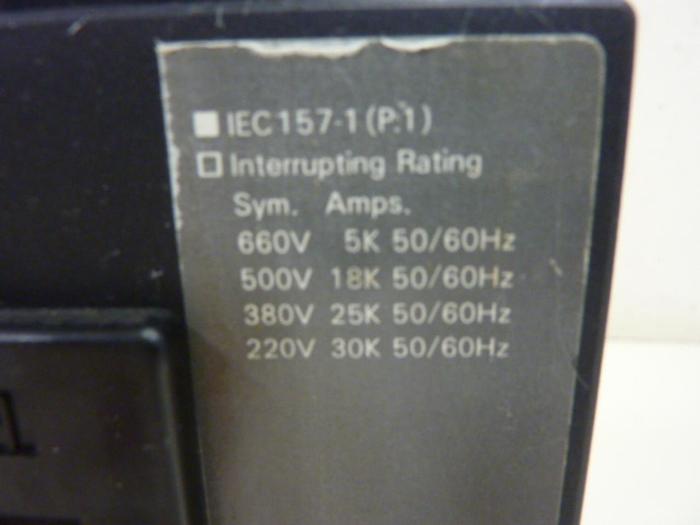 ■ IEC157-1 (P.1)
□ Interrupting Rating
Sym. Amps.
660V 5K 50/60Hz
500V 18K 50/60Hz
380V 25K 50/60Hz
220V 30K 50/60Hz